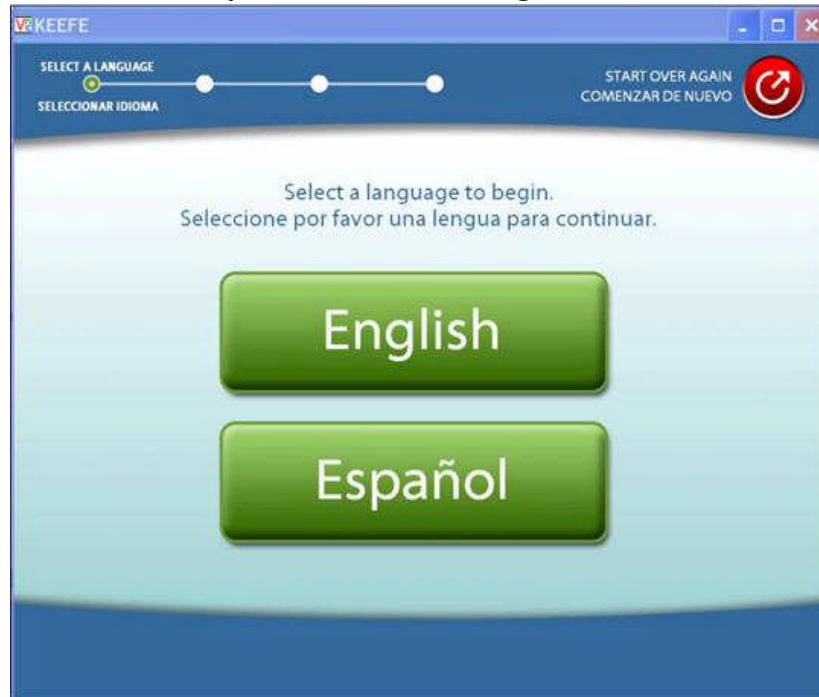 KEEFE
SELECT A LANGUAGE
SELECCIONAR IDIOMA
START OVER AGAIN
COMENZAR DE NUEVO
Select a language to begin.
Seleccione por favor una lengua para continuar.
English
Español